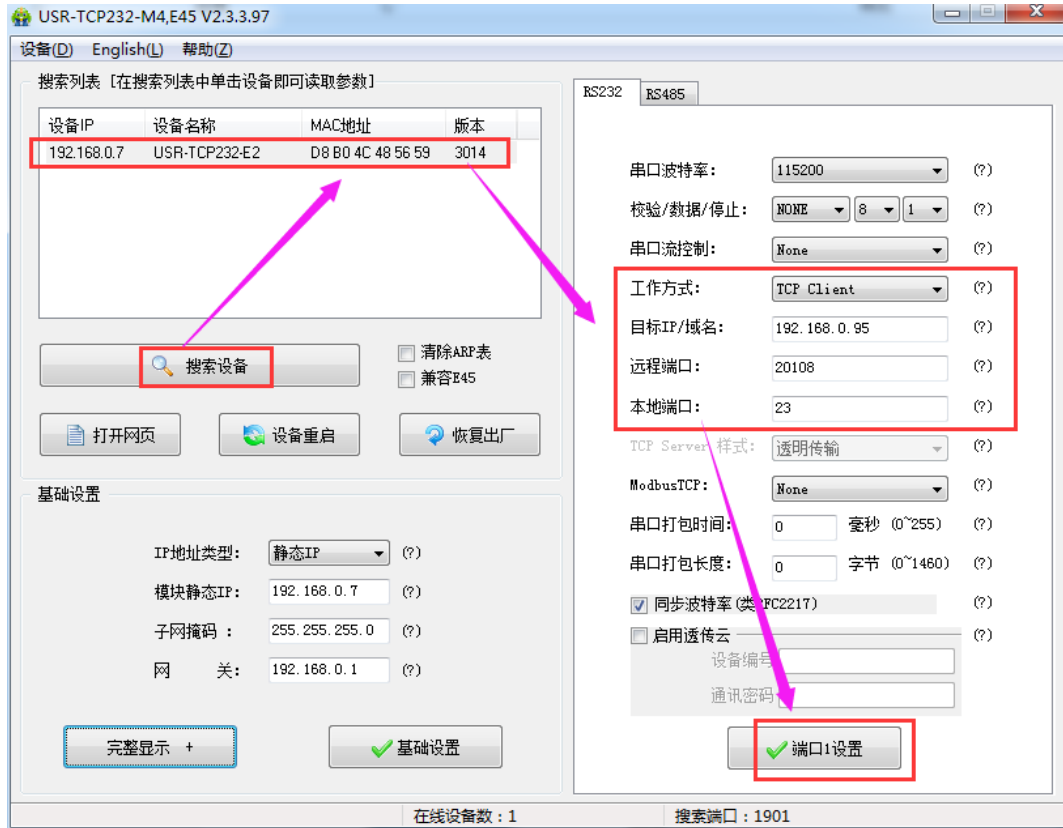 USR-TCP232-M4,E45 V2.3.3.97
设备(D) English(L) 帮助(Z)
搜索列表 [在搜索列表中单击设备即可读取参数]
设备IP 设备名称 MAC地址 版本
192.168.0.7 USR-TCP232-E2 D8 B0 4C 48 56 59 3014
搜索设备
清除ARP表
兼容E45
打开网页 设备重启 恢复出厂
基础设置
IP地址类型: 静态IP (?)
模块静态IP: 192.168.0.7 (?)
子网掩码 : 255.255.255.0 (?)
网 关: 192.168.0.1 (?)
完整显示 + 基础设置
RS232 RS485
串口波特率: 115200 (?)
校验/数据/停止: NONE 8 1 (?)
串口流控制: None (?)
工作方式: TCP Client (?)
目标IP/域名: 192.168.0.95 (?)
远程端口: 20108 (?)
本地端口: 23 (?)
TCP Server 样式: 透明传输 (?)
ModbusTCP: None (?)
串口打包时间: 0 毫秒 (0~255) (?)
串口打包长度: 0 字节 (0~1460) (?)
同步波特率(类RFC2217) (?)
启用透传云 (?)
设备编号
通讯密码
端口1设置
在线设备数:1 搜索端口:1901